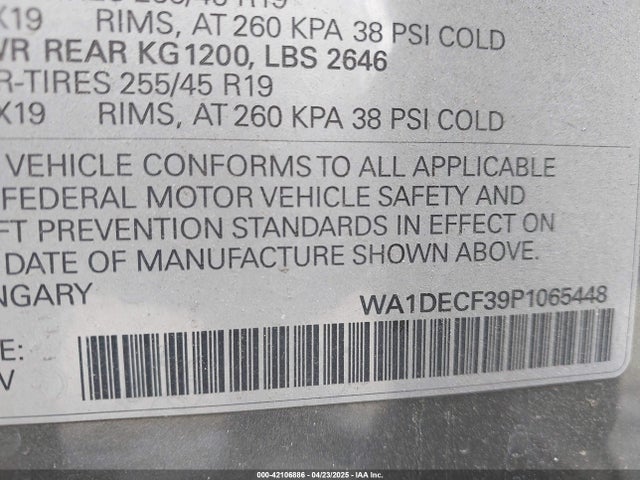 R19
X19 RIMS, AT 260 KPA 38 PSI COLD
WR REAR KG1200, LBS 2646
R-TIRES 255/45 R19
X19 RIMS, AT 260 KPA 38 PSI COLD
VEHICLE CONFORMS TO ALL APPLICABLE
FEDERAL MOTOR VEHICLE SAFETY AND
FT PREVENTION STANDARDS IN EFFECT ON
DATE OF MANUFACTURE SHOWN ABOVE.
NGARY
WA1DECF39P1065448
E:
V
000-42106886 - 04/23/2025 - IAA Inc.